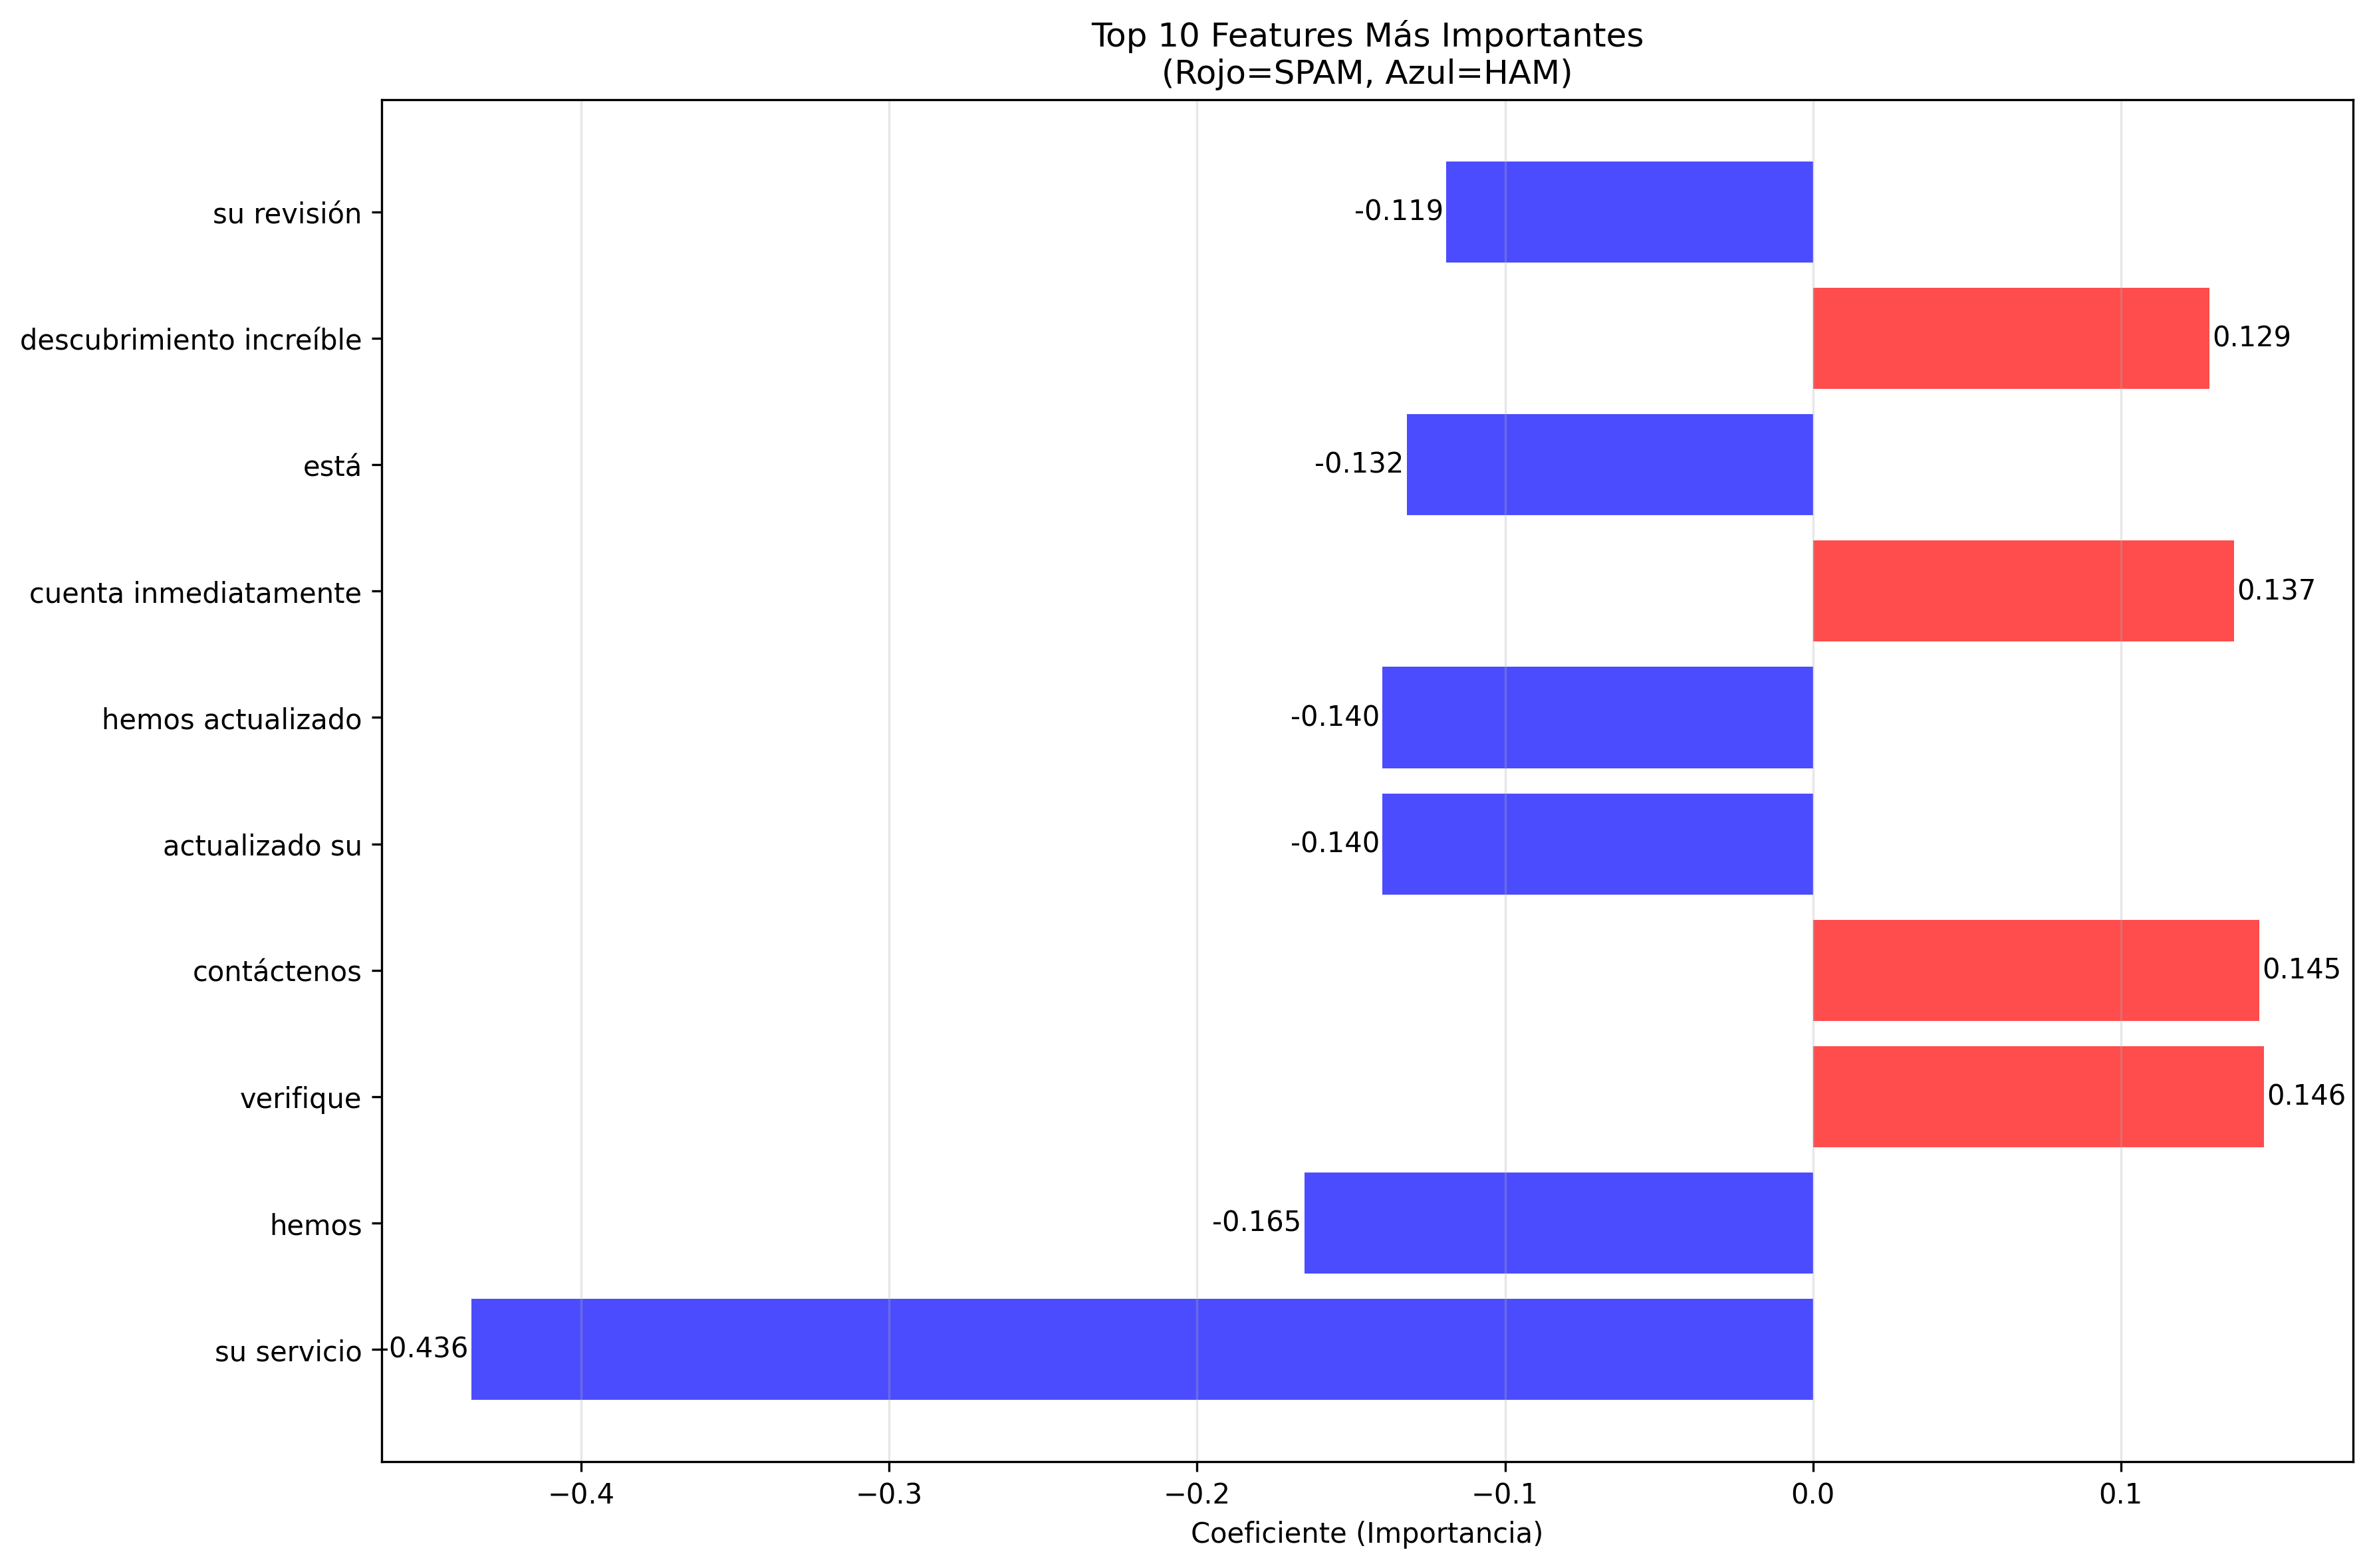 Top 10 Features Más Importantes
(Rojo=SPAM, Azul=HAM)
su revisión
-0.119
descubrimiento increíble
0.129
está
-0.132
cuenta inmediatamente
0.137
hemos actualizado
-0.140
actualizado su
-0.140
contáctenos
0.145
verifique
0.146
hemos
-0.165
su servicio
-0.436
−0.4 −0.3 −0.2 −0.1 0.0 0.1
Coeficiente (Importancia)